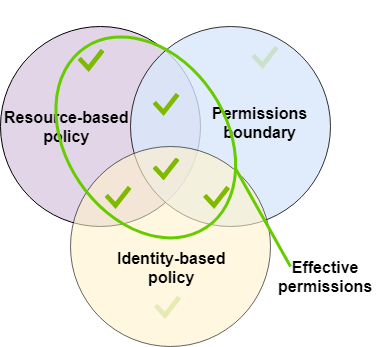 Resource-based
policy
Permissions
boundary
Identity-based
policy
Effective
permissions